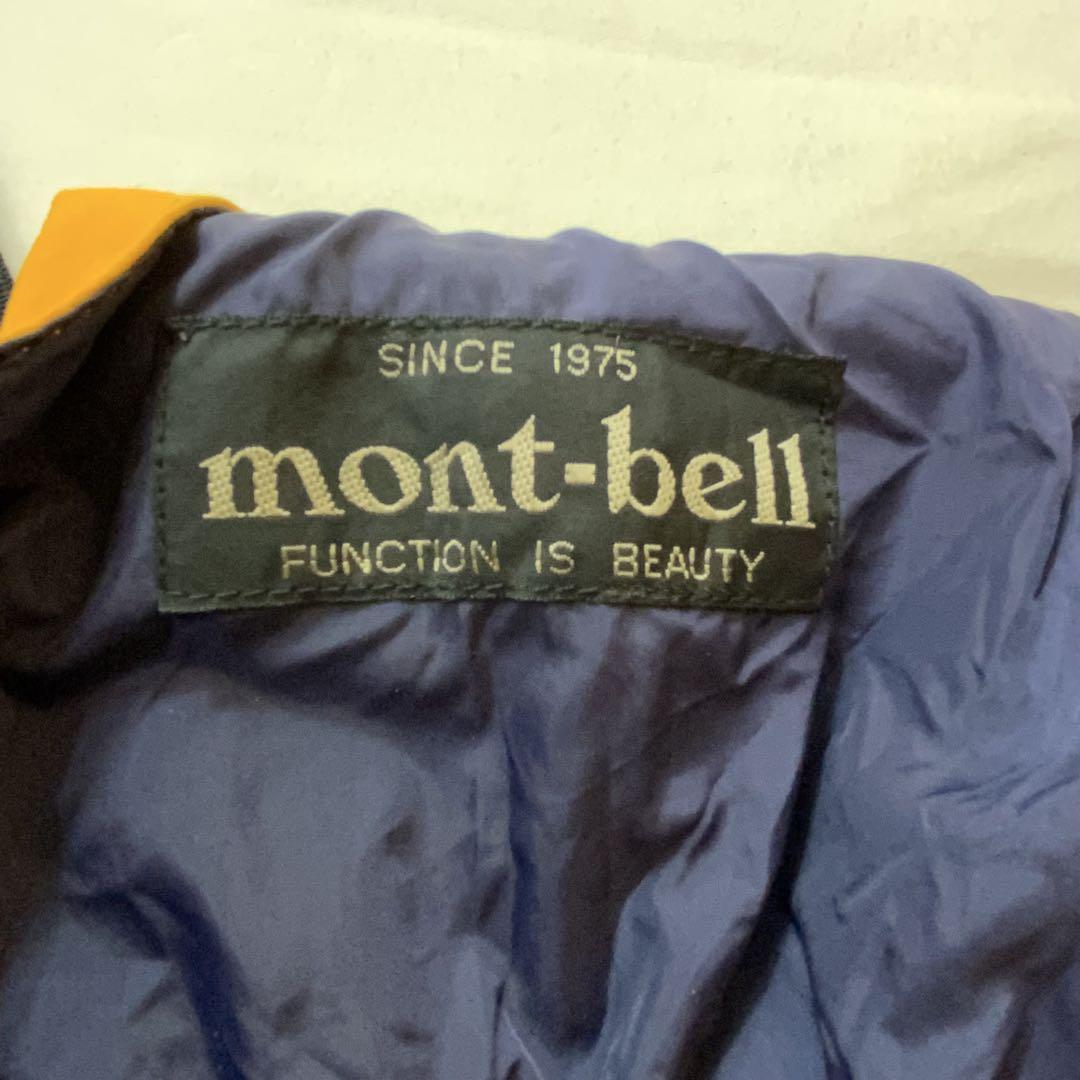 SINCE 1975
mont-bell
FUNCTION IS BEAUTY